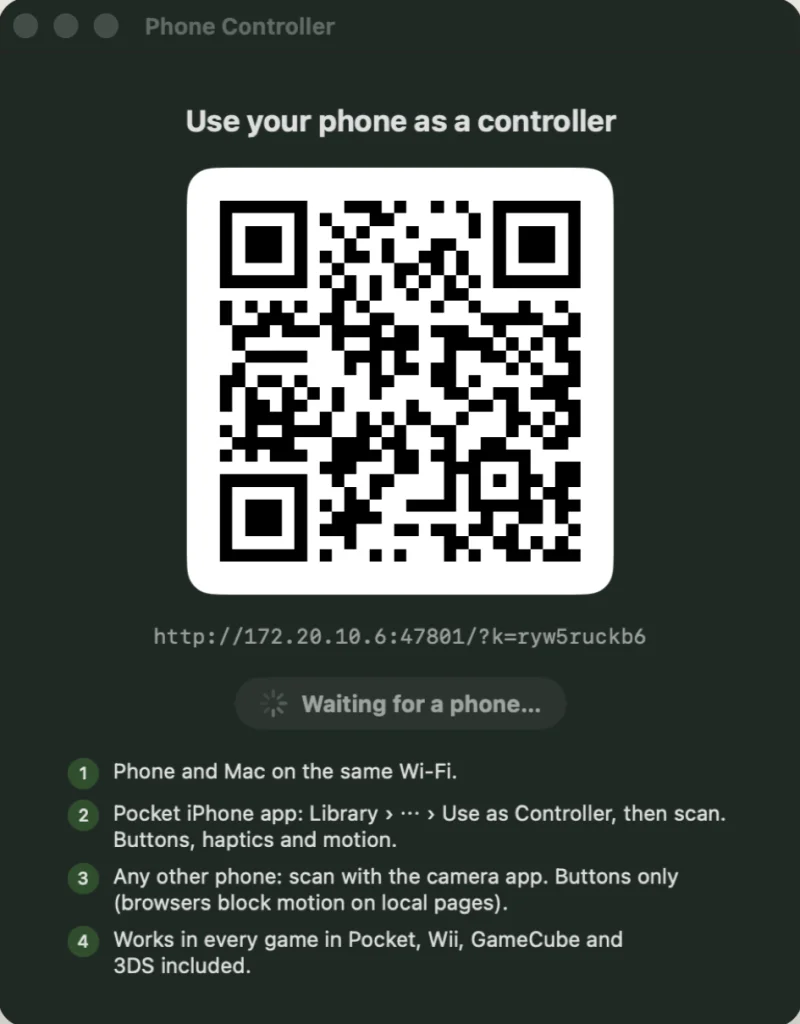 Phone Controller
Use your phone as a controller
http://172.20.10.6:47801/?k=ryw5ruckb6
Waiting for a phone...
1 Phone and Mac on the same Wi-Fi.
2 Pocket iPhone app: Library › ··· › Use as Controller, then scan.
Buttons, haptics and motion.
3 Any other phone: scan with the camera app. Buttons only
(browsers block motion on local pages).
4 Works in every game in Pocket, Wii, GameCube and
3DS included.